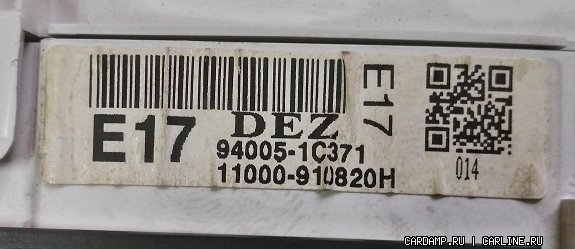 E17
DEZ
94005-1C371
11000-910820H
E17
014
CARDAMP.RU | CARLINE.RU